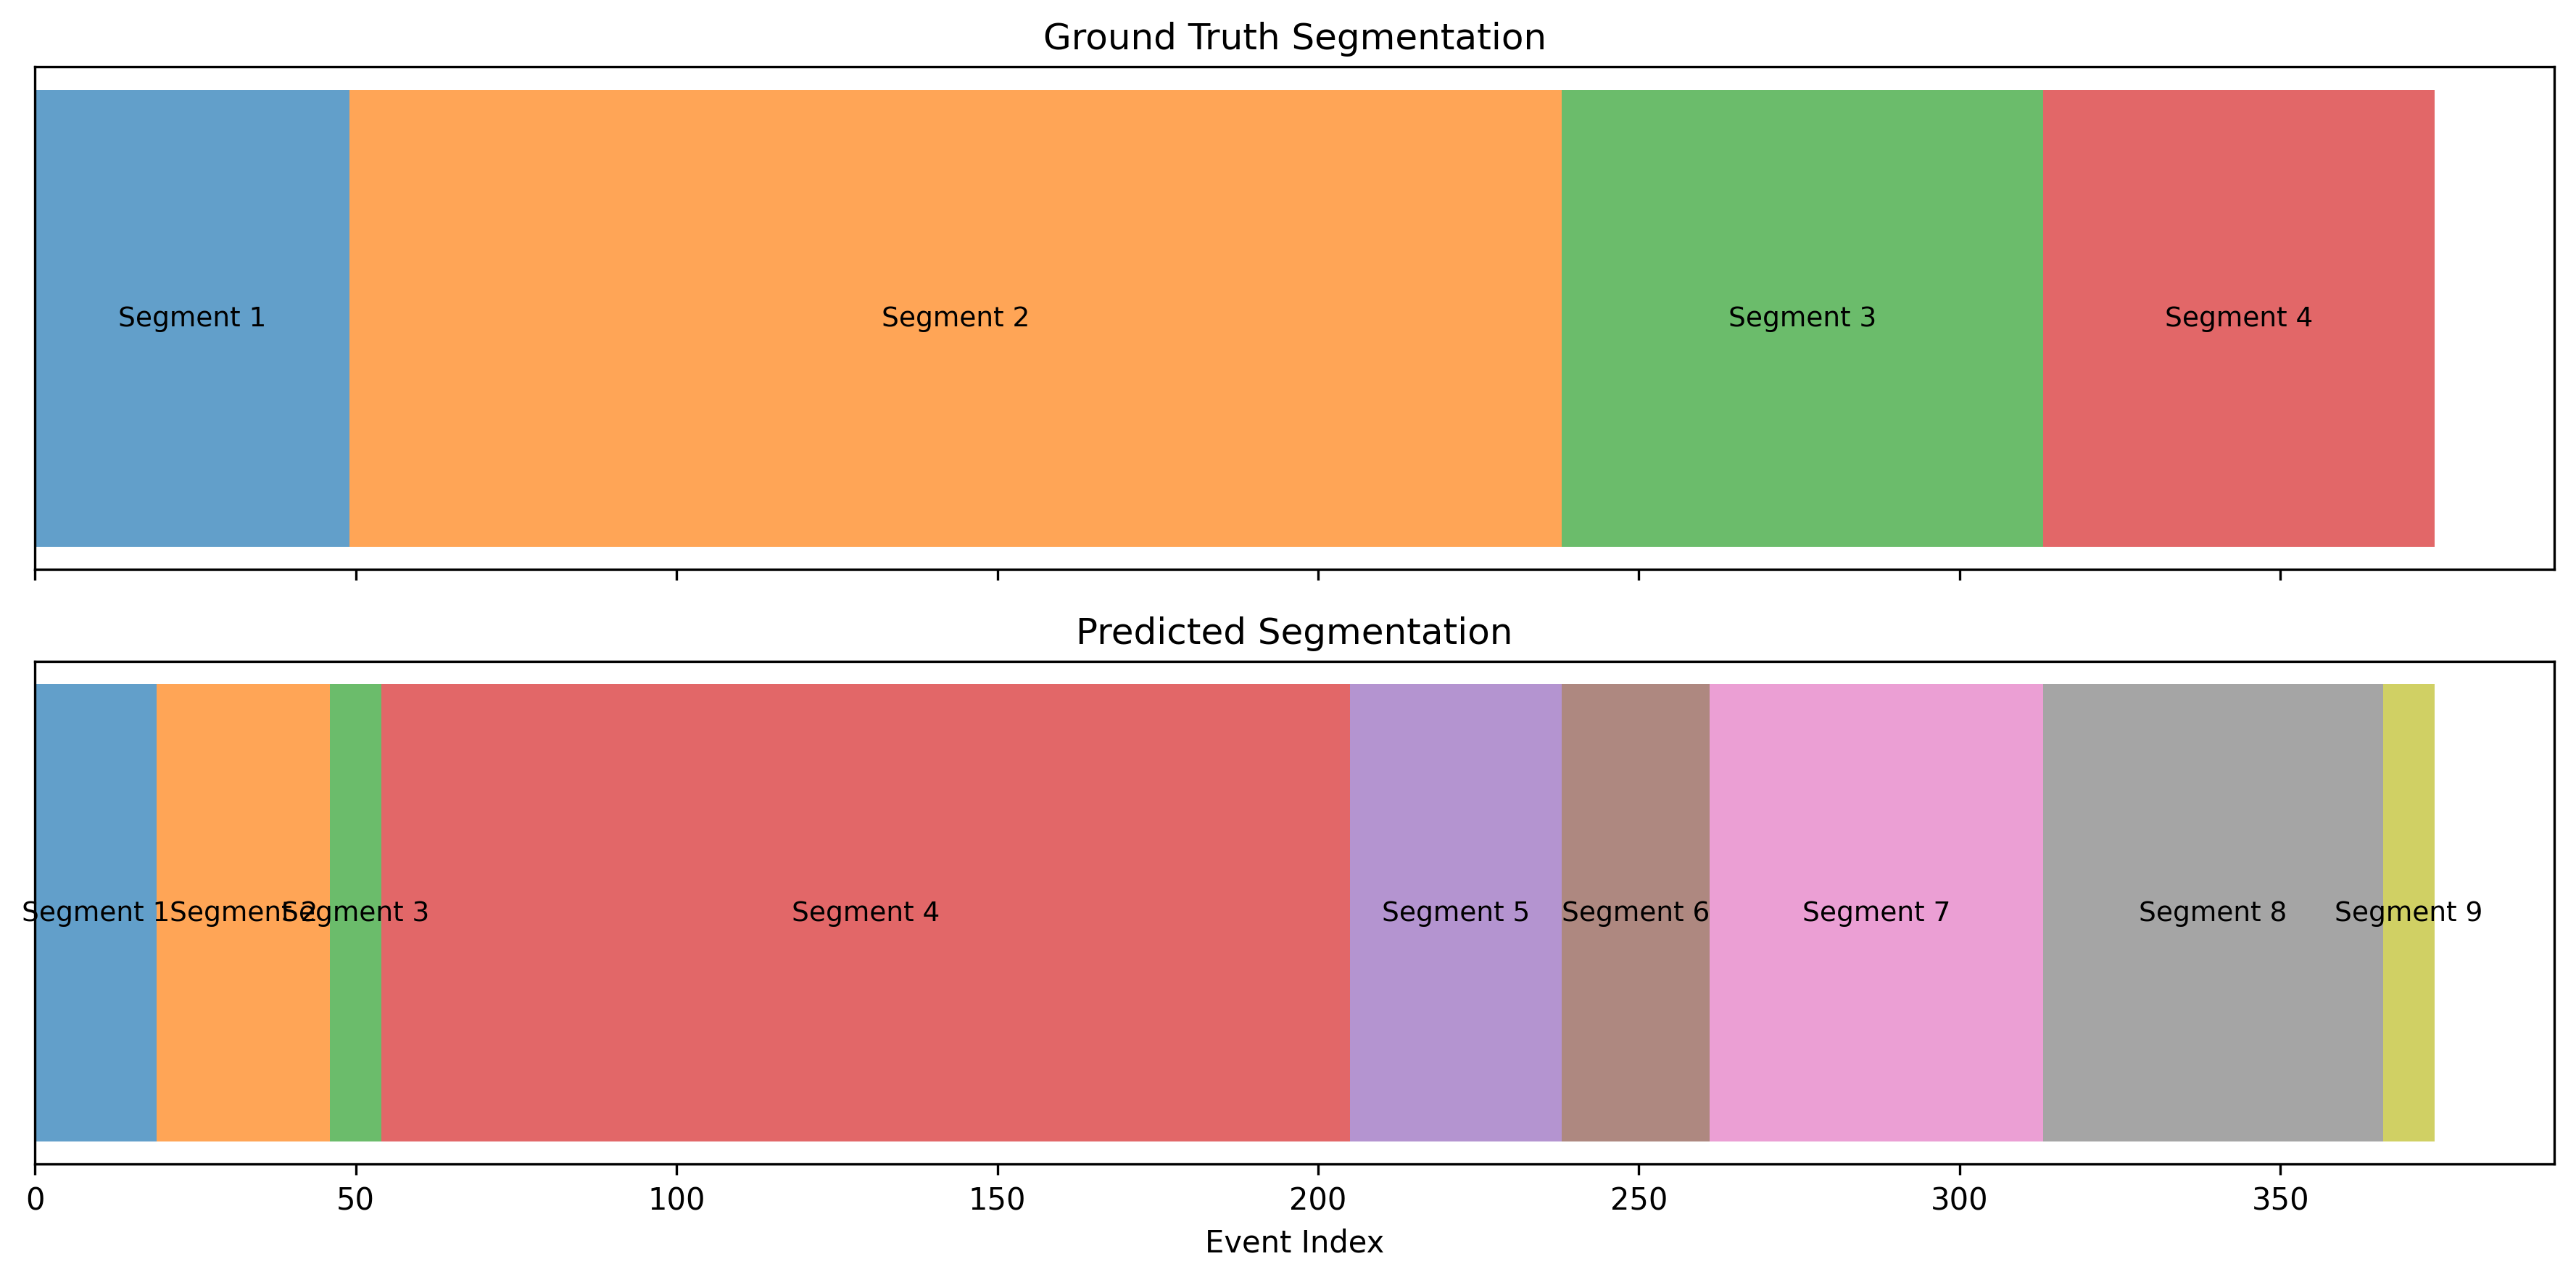 Ground Truth Segmentation
Segment 1 Segment 2 Segment 3 Segment 4
Predicted Segmentation
Segment 1 Segment 2 Segment 3 Segment 4 Segment 5 Segment 6 Segment 7 Segment 8 Segment 9
0 50 100 150 200 250 300 350
Event Index